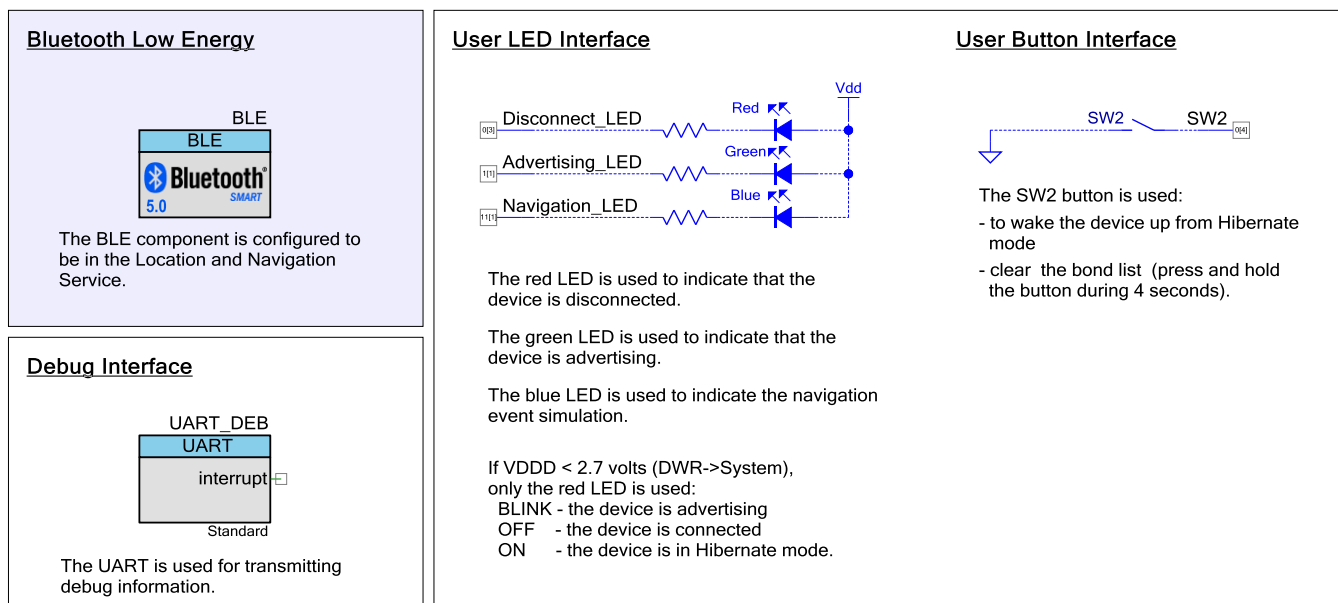 Bluetooth Low Energy
BLE
BLE
Bluetooth®
SMART
5.0
The BLE component is configured to
be in the Location and Navigation
Service.
Debug Interface
UART_DEB
UART
interrupt
Standard
The UART is used for transmitting
debug information.
User LED Interface
Vdd
0[3] Disconnect_LED Red
1[1] Advertising_LED Green
11[1] Navigation_LED Blue
The red LED is used to indicate that the
device is disconnected.
The green LED is used to indicate that the
device is advertising.
The blue LED is used to indicate the navigation
event simulation.
If VDDD < 2.7 volts (DWR->System),
only the red LED is used:
BLINK - the device is advertising
OFF - the device is connected
ON - the device is in Hibernate mode.
User Button Interface
SW2 SW2 0[4]
The SW2 button is used:
- to wake the device up from Hibernate
mode
- clear the bond list (press and hold
the button during 4 seconds).